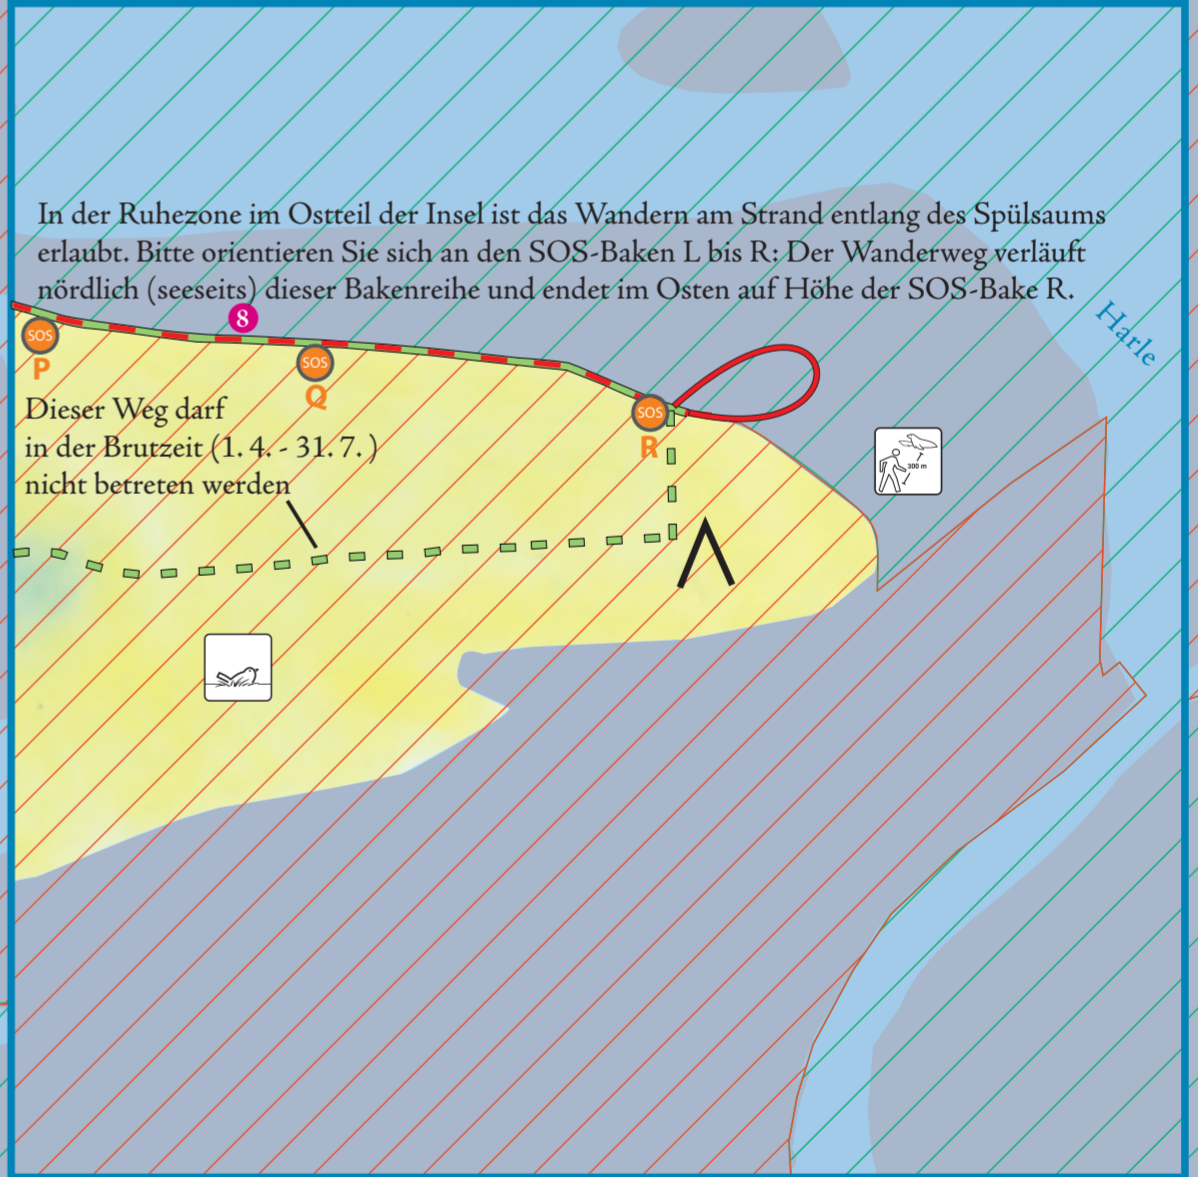 In der Ruhezone im Ostteil der Insel ist das Wandern am Strand entlang des Spülsaums
erlaubt. Bitte orientieren Sie sich an den SOS-Baken L bis R: Der Wanderweg verläuft
nördlich (seeseits) dieser Bakenreihe und endet im Osten auf Höhe der SOS-Bake R.
Harle
8
SOS
P
SOS
Q
SOS
R
Dieser Weg darf
in der Brutzeit (1. 4. - 31. 7. )
nicht betreten werden
300 m